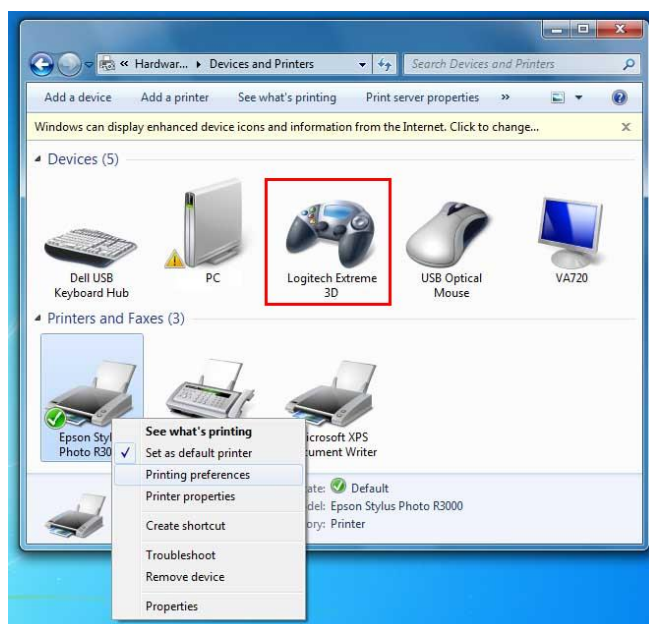 « Hardwar... ▸ Devices and Printers
Search Devices and Printers
Add a device Add a printer See what's printing Print server properties »
Windows can display enhanced device icons and information from the Internet. Click to change... x
Devices (5)
Dell USB
Keyboard Hub
PC
Logitech Extreme
3D
USB Optical
Mouse
VA720
Printers and Faxes (3)
Epson Styl
Photo R30
crosoft XPS
ument Writer
See what's printing
Set as default printer
Printing preferences
Printer properties
Create shortcut
Troubleshoot
Remove device
Properties
ate: Default
del: Epson Stylus Photo R3000
ory: Printer